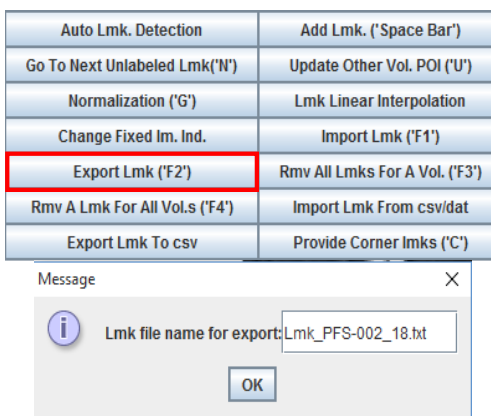 Auto Lmk. Detection
Add Lmk. ('Space Bar')
Go To Next Unlabeled Lmk('N')
Update Other Vol. POI ('U')
Normalization ('G')
Lmk Linear Interpolation
Change Fixed Im. Ind.
Import Lmk ('F1')
Export Lmk ('F2')
Rmv All Lmks For A Vol. ('F3')
Rmv A Lmk For All Vol.s ('F4')
Import Lmk From csv/dat
Export Lmk To csv
Provide Corner lmks ('C')
Message
Lmk file name for export:Lmk_PFS-002_18.txt
OK